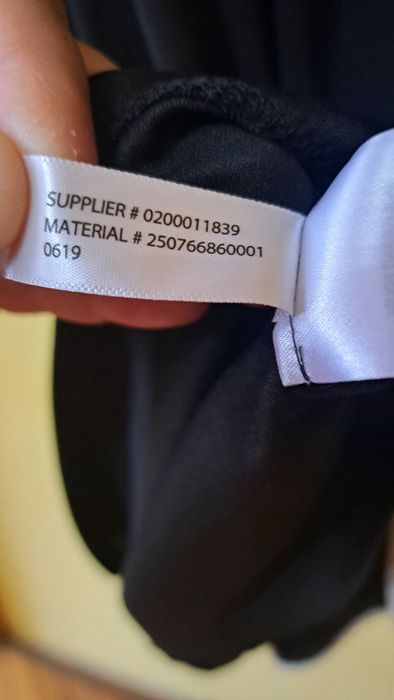 SUPPLIER # 0200011839
MATERIAL # 250766860001
0619